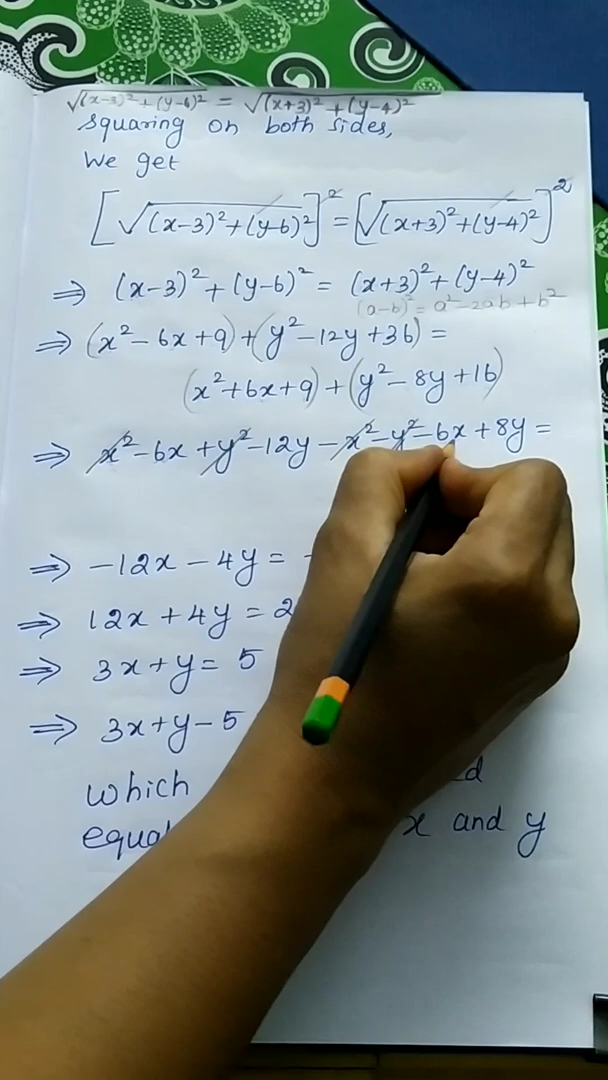 √(x-3)²+(y-6)² = √(x+3)²+(y-4)²
squaring on both sides,
We get
[√(x-3)²+(y-6)²]² = [√(x+3)²+(y-4)²]²
⇒ (x-3)²+(y-6)² = (x+3)²+(y-4)²
(a-b)² = a²-2ab+b²
⇒ (x²-6x+9)+(y²-12y+36) =
(x²+6x+9)+(y²-8y+16)
⇒ x²-6x+y²-12y-x²-y²-6x+8y =
⇒ -12x-4y = -
⇒ 12x+4y = 2
⇒ 3x+y = 5
⇒ 3x+y-5
which
x and y